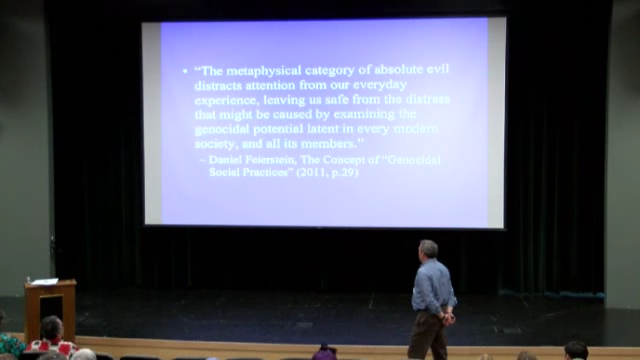 • “The metaphysical category of absolute evil
distracts attention from our everyday
experience, leaving us safe from the distress
that might be caused by examining the
genocidal potential latent in every modern
society, and all its members.”
– Daniel Feierstein, The Concept of “Genocidal
Social Practices” (2011, p.29)